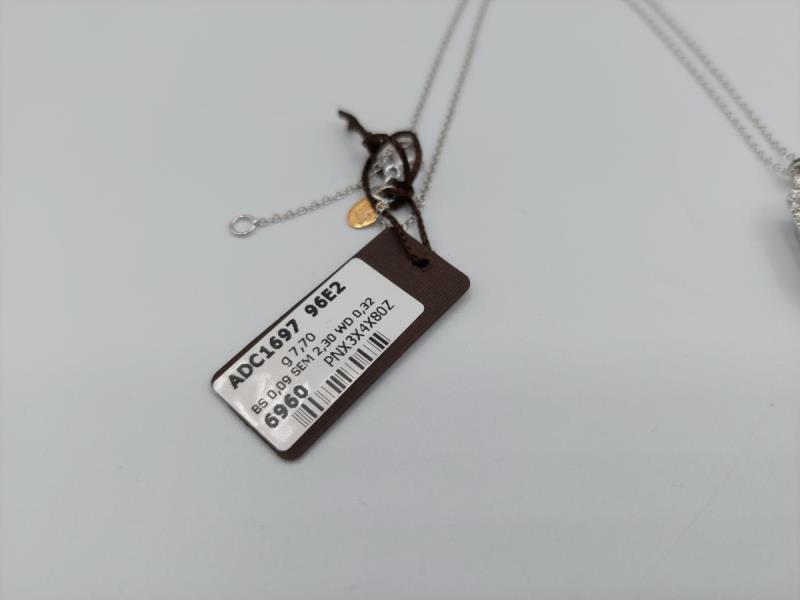 ADC1697 96E2
g 7,70
BS 0,09 SEM 2,30 WD 0,32
6960 PNX3X4X80Z